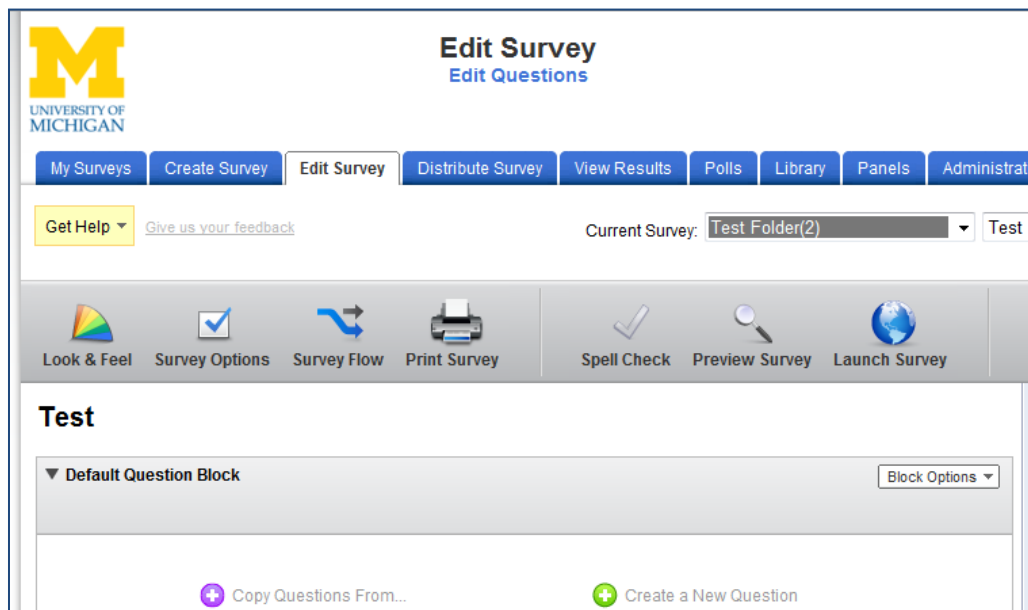 Edit Survey
Edit Questions
M
UNIVERSITY OF
MICHIGAN
My Surveys Create Survey Edit Survey Distribute Survey View Results Polls Library Panels Administrat
Get Help Give us your feedback Current Survey: Test Folder(2) Test
Look & Feel Survey Options Survey Flow Print Survey Spell Check Preview Survey Launch Survey
Test
Default Question Block Block Options
Copy Questions From... Create a New Question